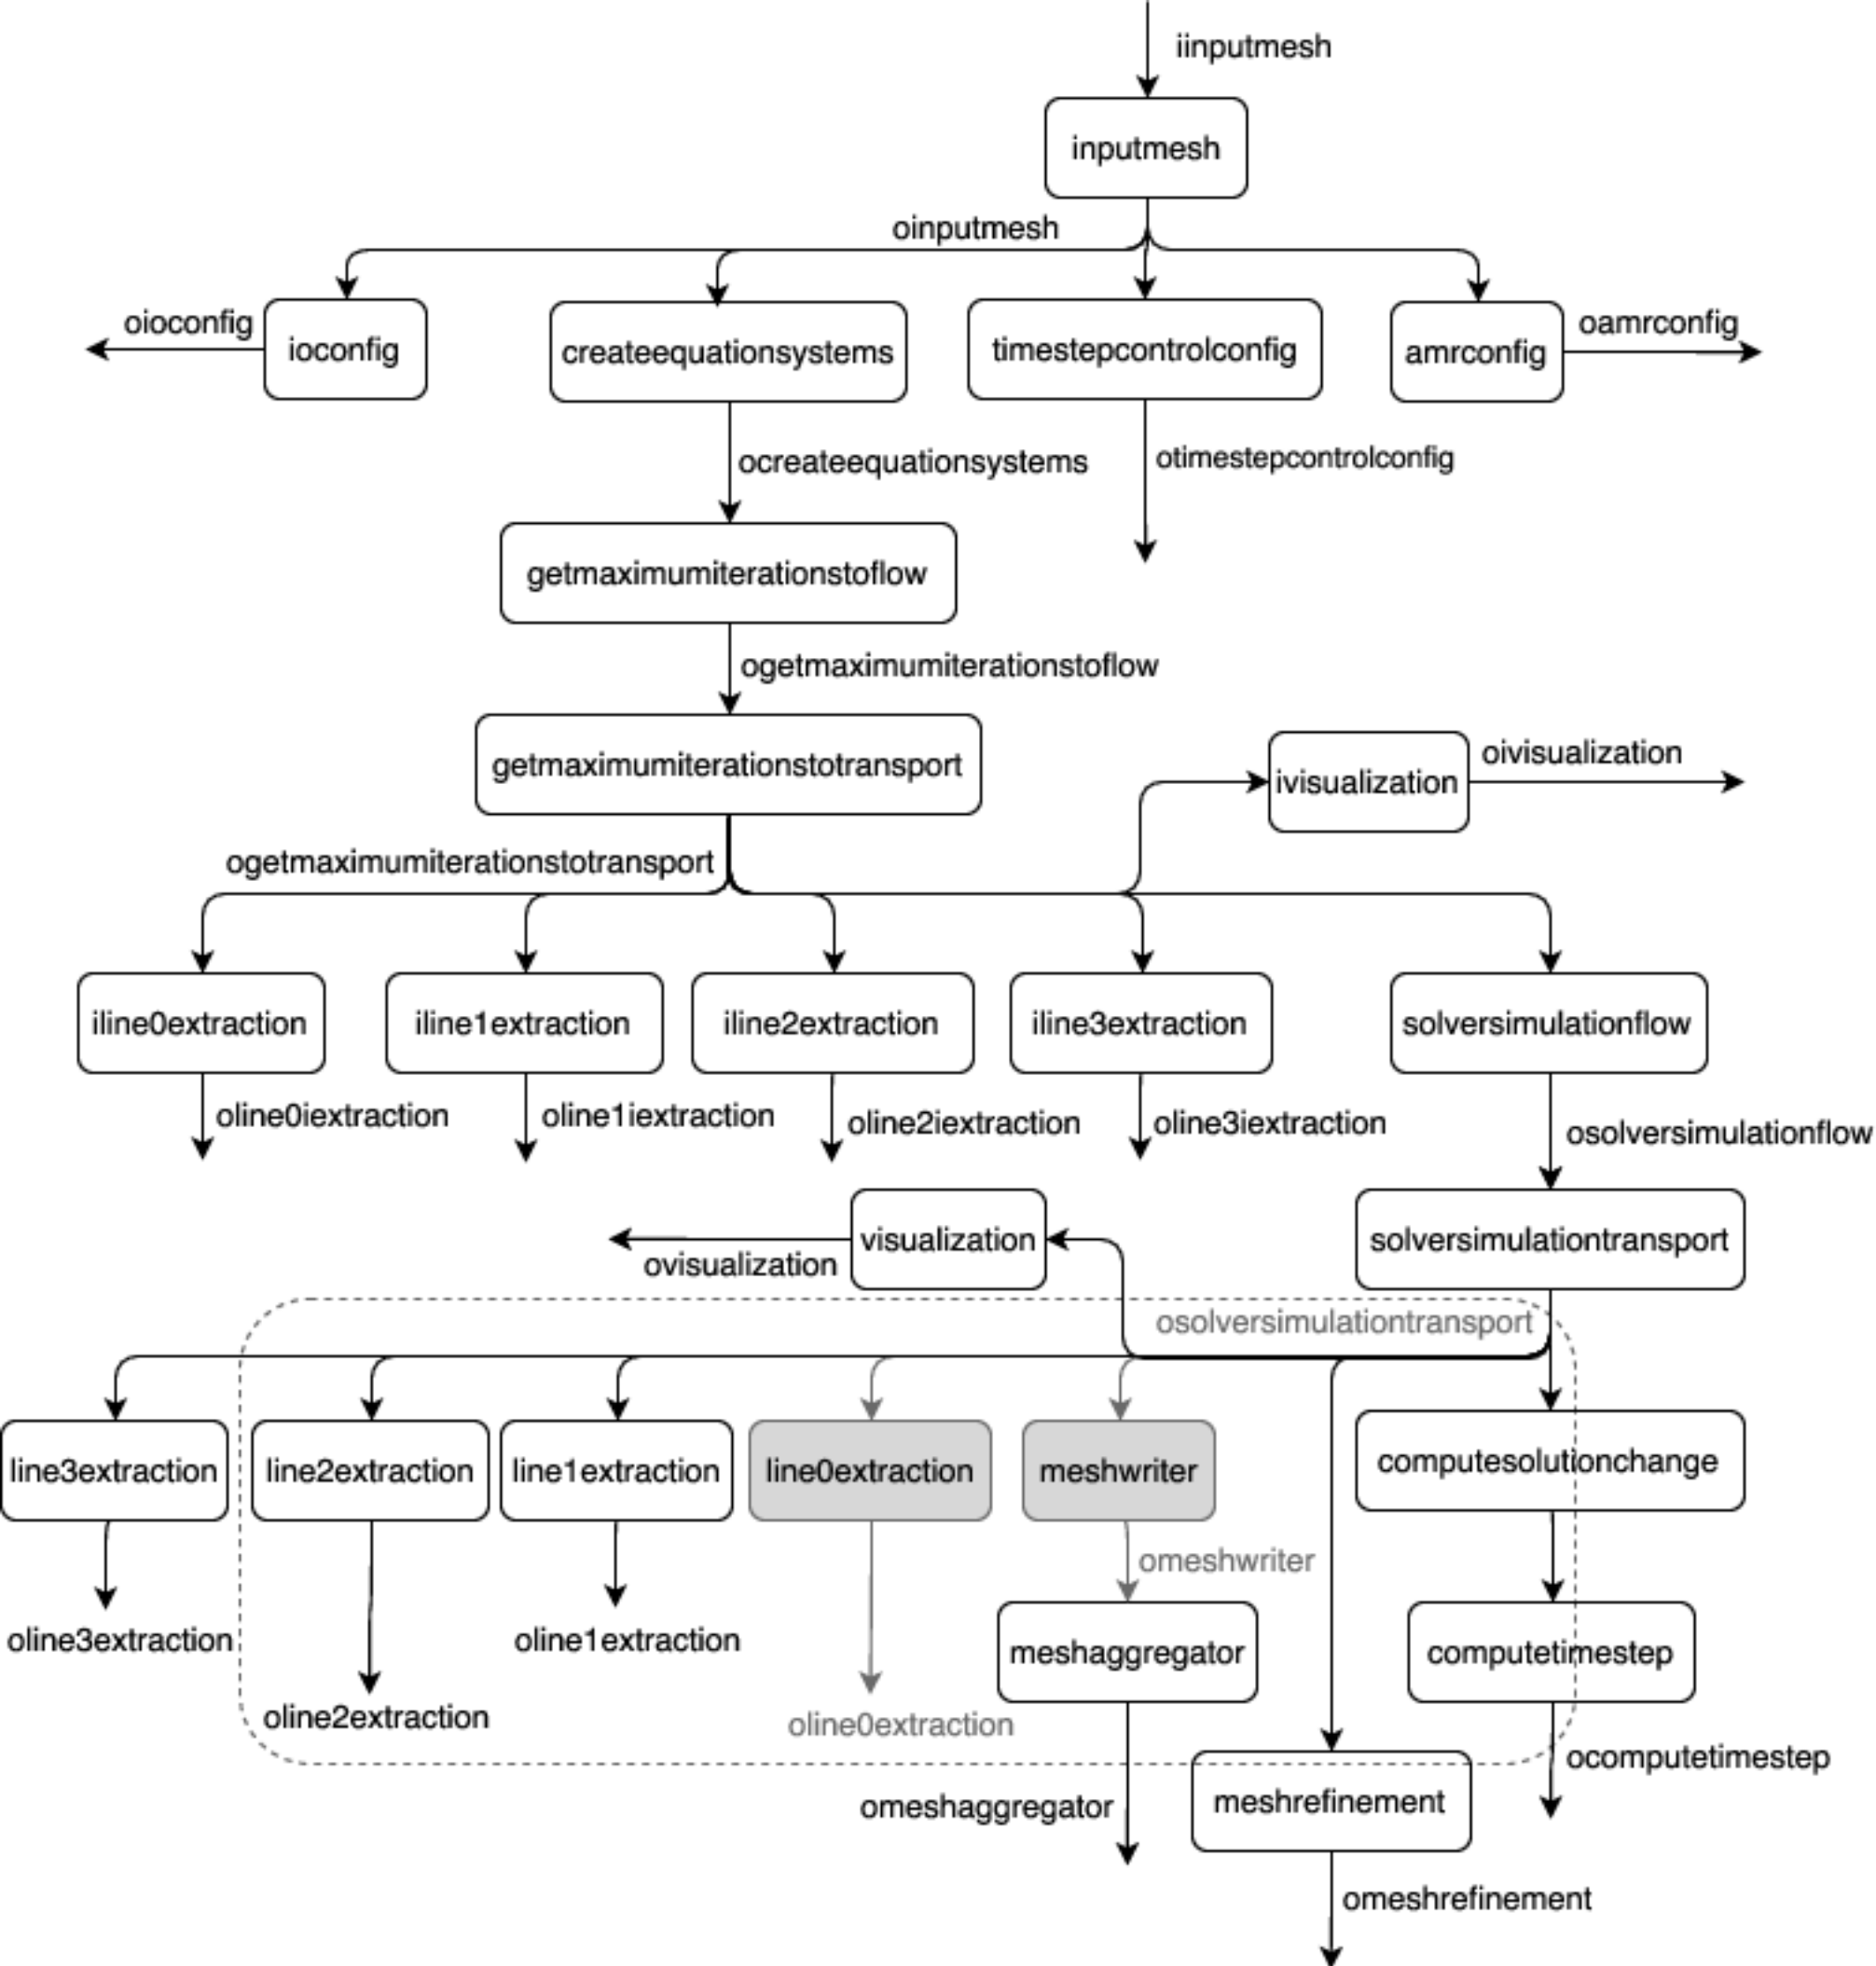 iinputmesh
inputmesh
oinputmesh
oioconfig
ioconfig
createequationsystems
timestepcontrolconfig
amrconfig
oamrconfig
ocreateequationsystems
otimestepcontrolconfig
getmaximumiterationstoflow
ogetmaximumiterationstoflow
getmaximumiterationstotransport
ivisualization
oivisualization
ogetmaximumiterationstotransport
iline0extraction
iline1extraction
iline2extraction
iline3extraction
solversimulationflow
oline0iextraction
oline1iextraction
oline2iextraction
oline3iextraction
osolversimulationflow
visualization
ovisualization
solversimulationtransport
osolversimulationtransport
line3extraction
line2extraction
line1extraction
line0extraction
meshwriter
computesolutionchange
omeshwriter
oline3extraction
oline1extraction
meshaggregator
computetimestep
oline2extraction
oline0extraction
ocomputetimestep
omeshaggregator
meshrefinement
omeshrefinement